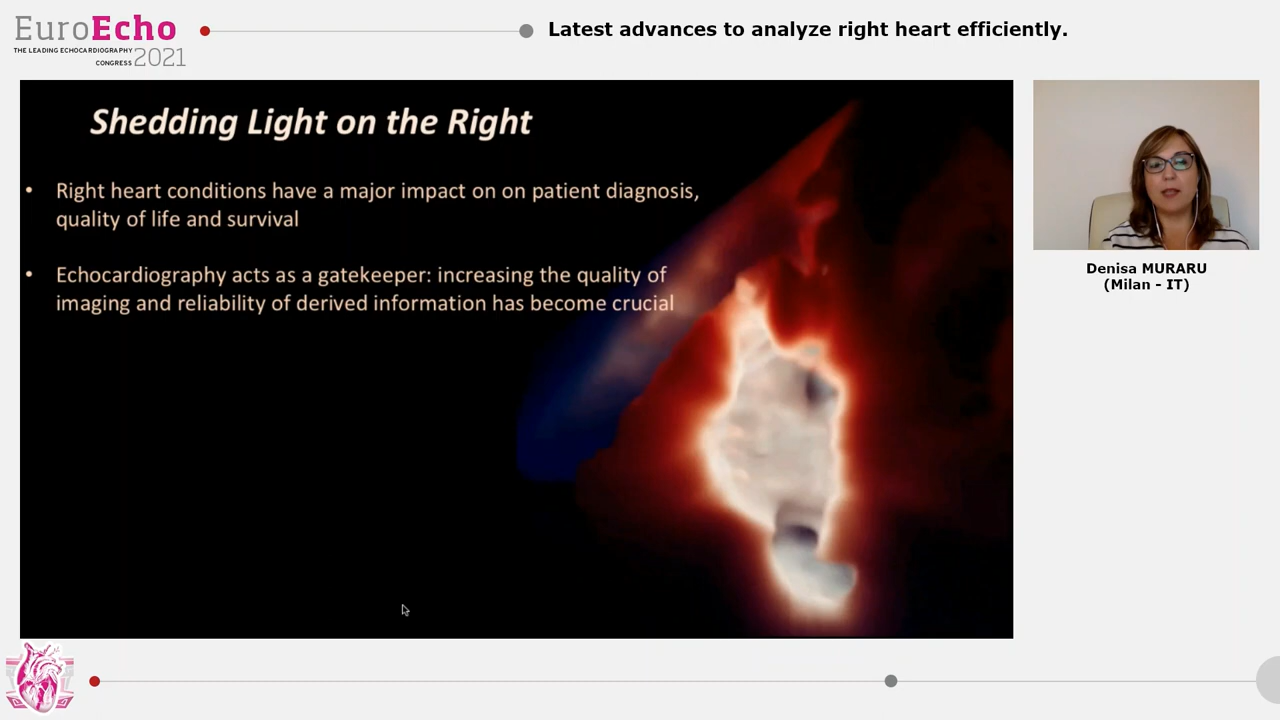 EuroEcho
THE LEADING ECHOCARDIOGRAPHY
CONGRESS 2021
Latest advances to analyze right heart efficiently.
Shedding Light on the Right
• Right heart conditions have a major impact on on patient diagnosis,
quality of life and survival
• Echocardiography acts as a gatekeeper: increasing the quality of
imaging and reliability of derived information has become crucial
Denisa MURARU
(Milan - IT)